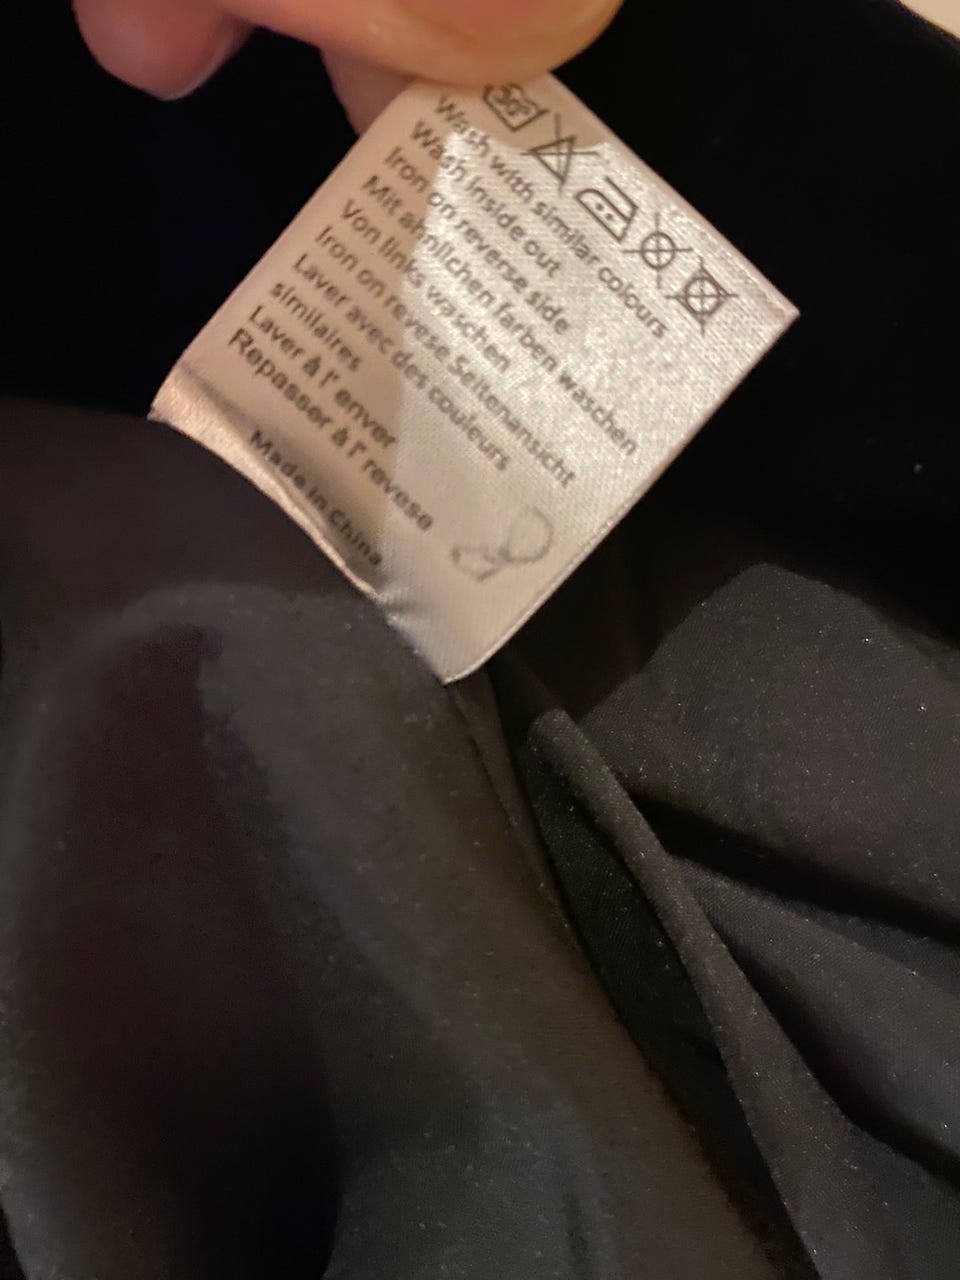 30°
Wash with similar colours
Wash inside out
Iron on reverse side
Mit ähnlichen farben waschen
Von links waschen
Iron on revese Seitenansicht
Laver avec des couleurs
similaires
Laver à l' enver
Repasser à l' revese
Made in China